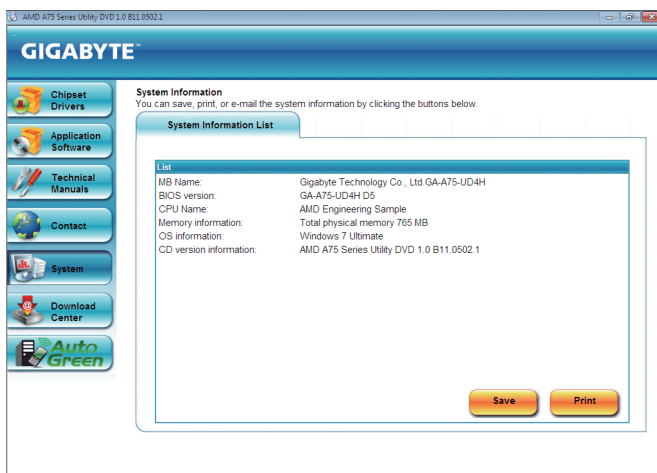 AMD A75 Series Utility DVD 1.0 B11.0502.1
GIGABYTE™
Chipset
Drivers
Application
Software
Technical
Manuals
Contact
System
Download
Center
Auto
Green
System Information
You can save, print, or e-mail the system information by clicking the buttons below.
System Information List
List
MB Name: Gigabyte Technology Co., Ltd.GA-A75-UD4H
BIOS version: GA-A75-UD4H D5
CPU Name: AMD Engineering Sample
Memory information: Total physical memory 765 MB
OS information: Windows 7 Ultimate
CD version information: AMD A75 Series Utility DVD 1.0 B11.0502.1
Save Print